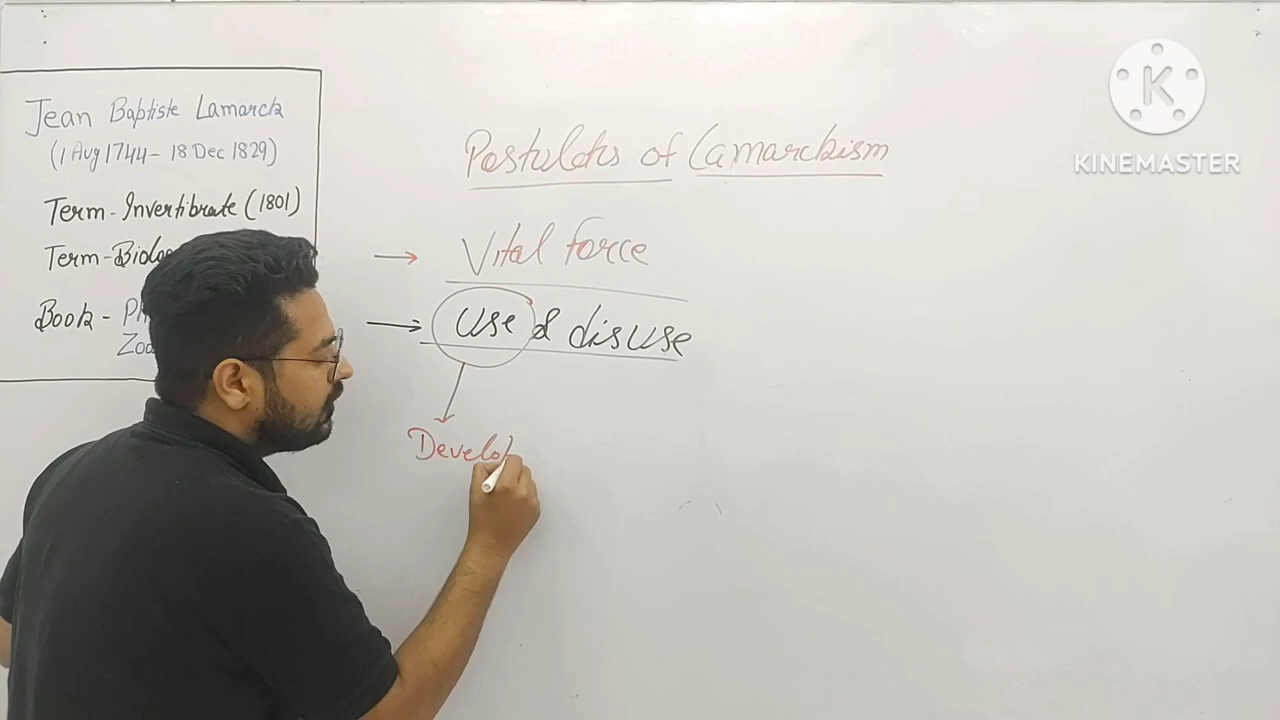 Jean Baptiste Lamarck
(1 Aug 1744 - 18 Dec 1829)
Term - Invertibrate (1801)
Term - Biolo
Book - Ph
Zoo
Postulats of Lamarckism
→ Vital force
→ Use & disuse
Develop
K
KINEMASTER